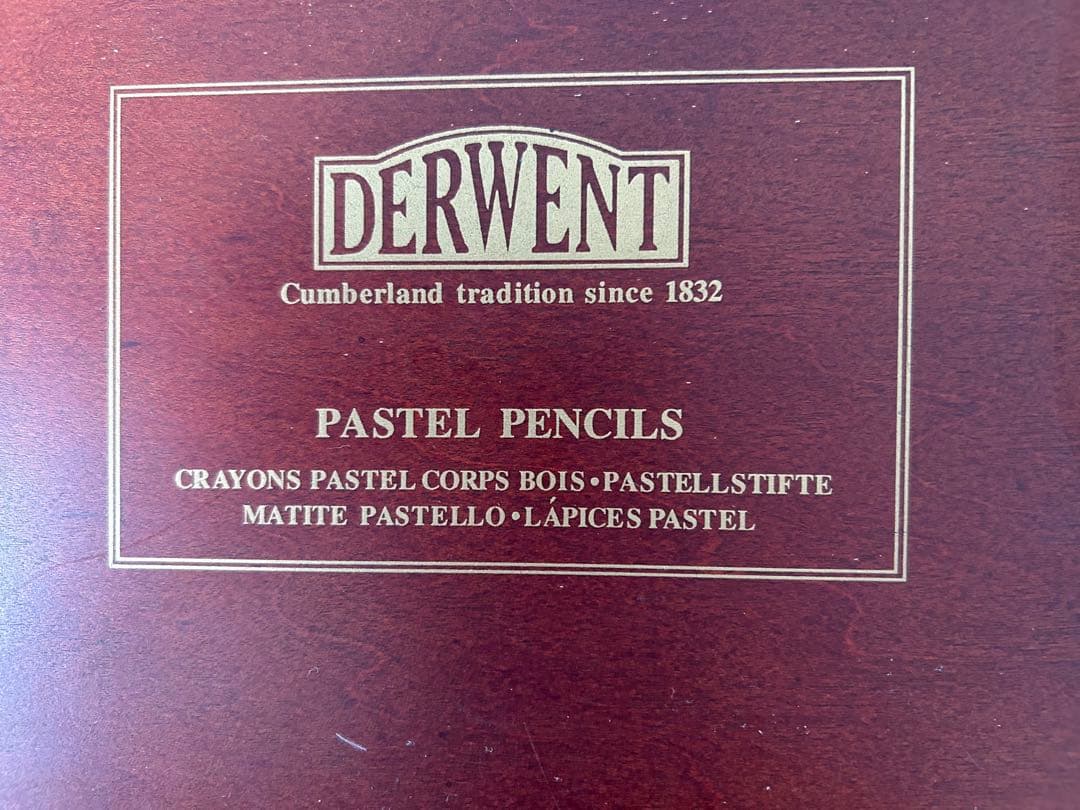 DERWENT
Cumberland tradition since 1832
PASTEL PENCILS
CRAYONS PASTEL CORPS BOIS•PASTELLSTIFTE
MATITE PASTELLO•LÁPICES PASTEL